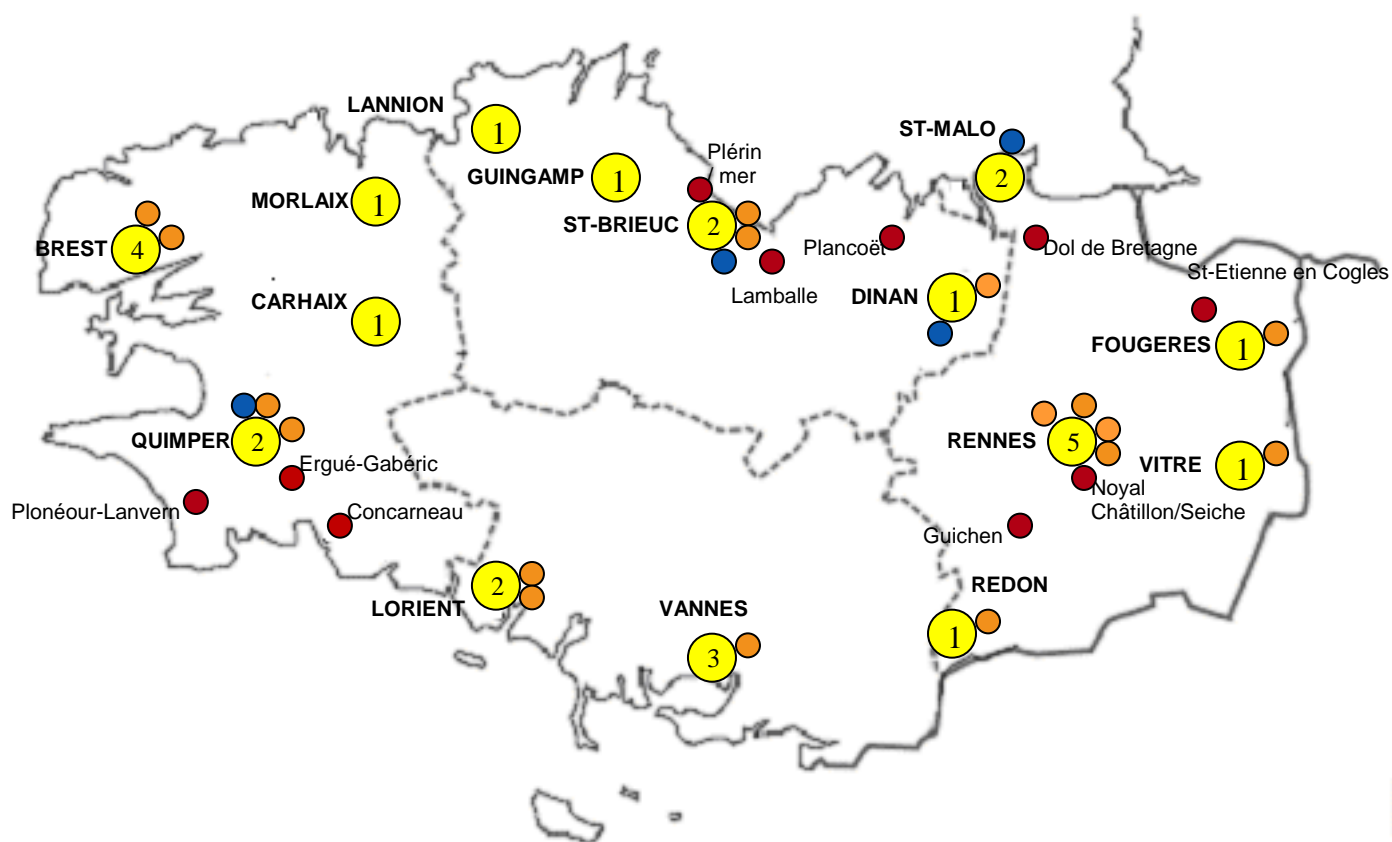 LANNION
1
ST-MALO
2
Plérin
mer
GUINGAMP
1
MORLAIX
1
ST-BRIEUC
2
BREST
4
Plancoët
Dol de Bretagne
St-Etienne en Cogles
Lamballe
DINAN
1
CARHAIX
1
FOUGERES
1
QUIMPER
2
RENNES
5
VITRE
1
Ergué-Gabéric
Noyal
Châtillon/Seiche
Plonéour-Lanvern
Concarneau
Guichen
LORIENT
2
VANNES
3
REDON
1